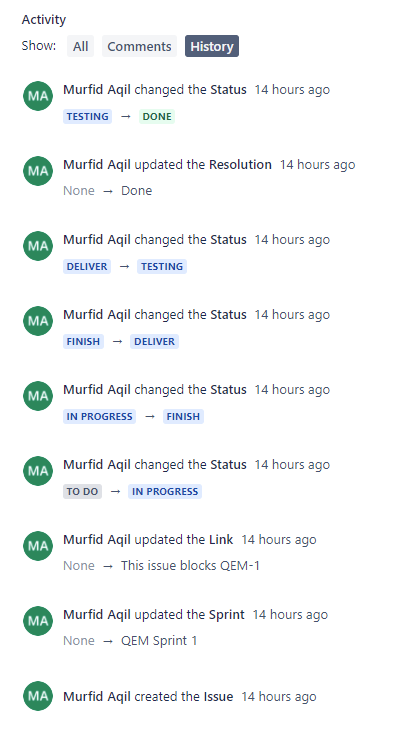 Activity
Show: All Comments History
MA Murfid Aqil changed the Status 14 hours ago
TESTING → DONE
MA Murfid Aqil updated the Resolution 14 hours ago
None → Done
MA Murfid Aqil changed the Status 14 hours ago
DELIVER → TESTING
MA Murfid Aqil changed the Status 14 hours ago
FINISH → DELIVER
MA Murfid Aqil changed the Status 14 hours ago
IN PROGRESS → FINISH
MA Murfid Aqil changed the Status 14 hours ago
TO DO → IN PROGRESS
MA Murfid Aqil updated the Link 14 hours ago
None → This issue blocks QEM-1
MA Murfid Aqil updated the Sprint 14 hours ago
None → QEM Sprint 1
MA Murfid Aqil created the Issue 14 hours ago